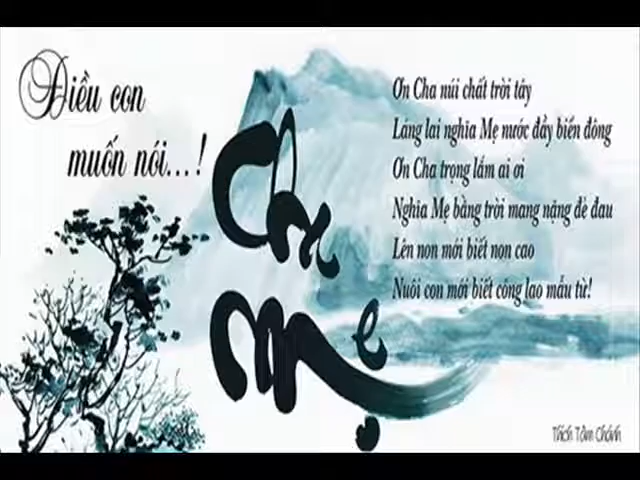 Điều con
muốn nói...!
Cha
Mẹ
Ơn Cha núi chất trời tây
Láng lai nghĩa Mẹ nước đầy biển đông
Ơn Cha trọng lắm ai ơi
Nghĩa Mẹ bằng trời mang nặng đẻ đau
Lên non mới biết non cao
Nuôi con mới biết công lao mẫu từ!
Thích Tâm Chánh